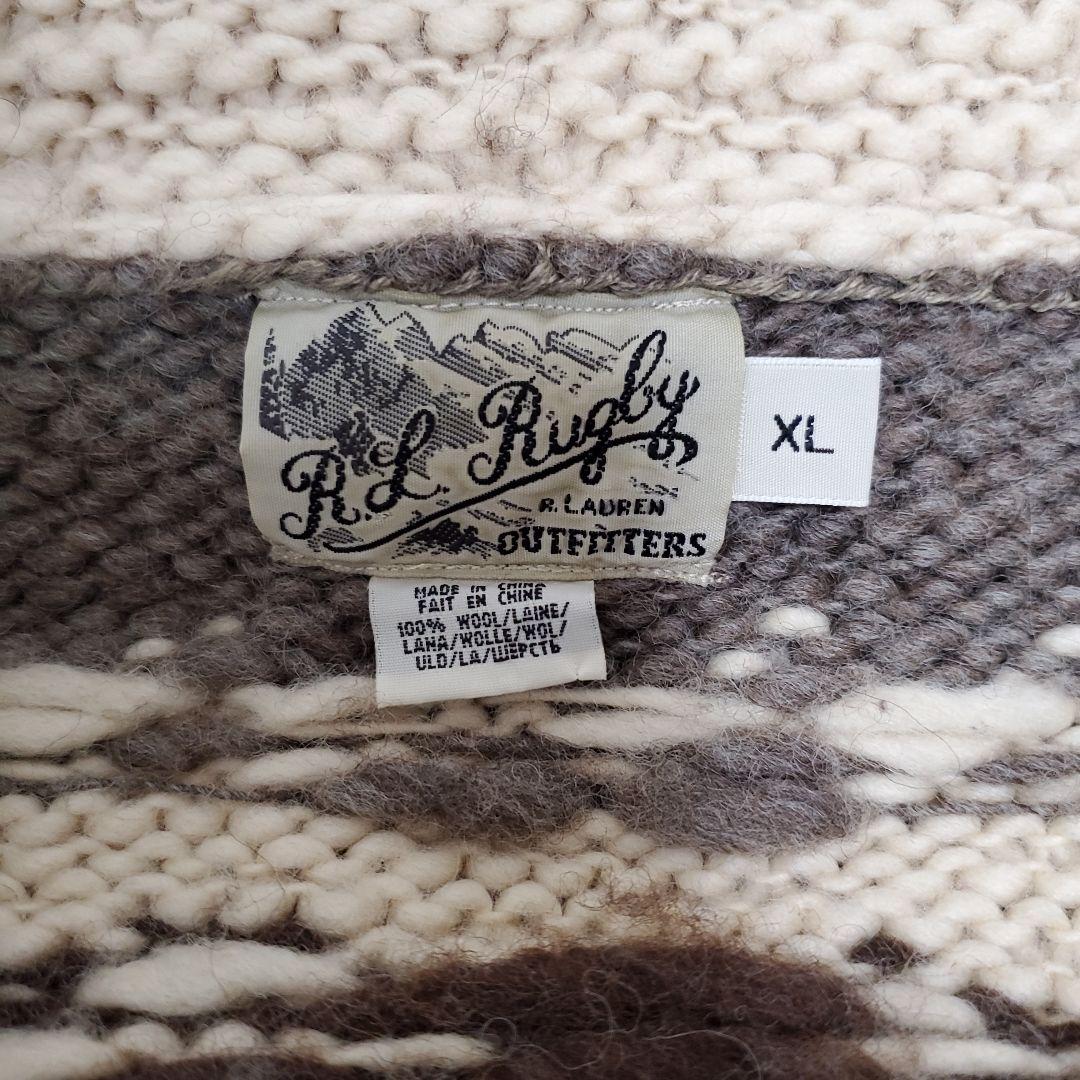 R.L. Rugby
R. LAUREN
OUTFITTERS
XL
MADE IN CHINA
FAIT EN CHINE
100% WOOL/LAINE/
LANA/WOLLE/WOL/
ULD/LA/ШЕРСТЬ